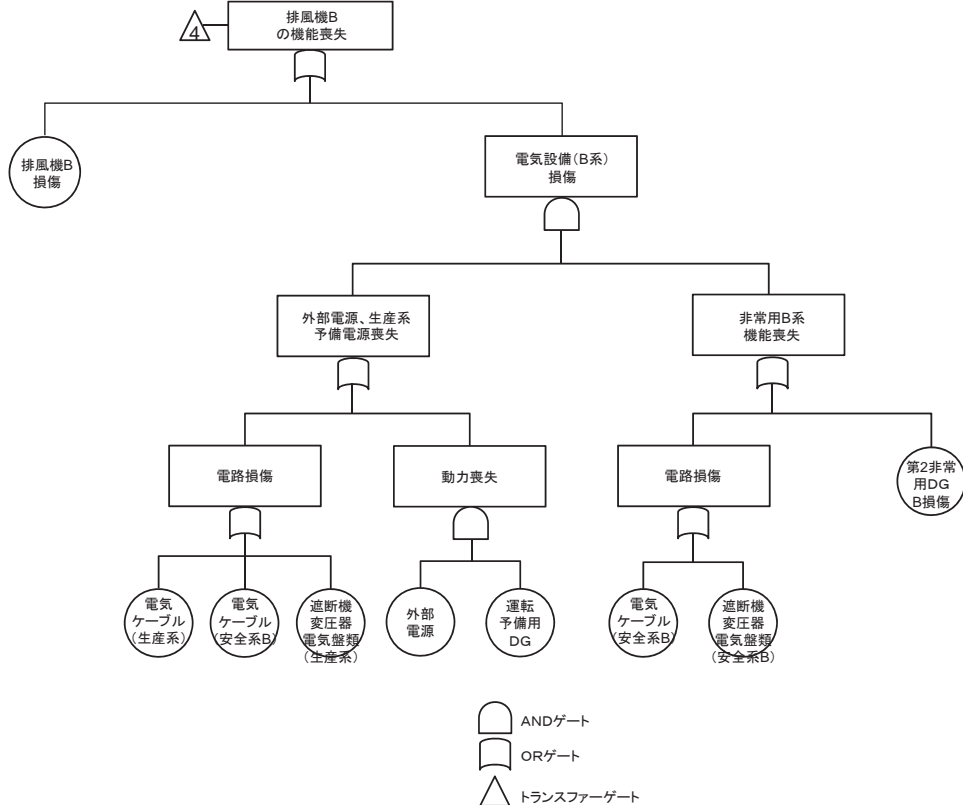 4
排風機B
の機能喪失
排風機B
損傷
電気設備（B系）
損傷
外部電源、生産系
予備電源喪失
非常用B系
機能喪失
電路損傷
動力喪失
電路損傷
第2非常
用DG
B損傷
電気
ケーブル
（生産系）
電気
ケーブル
（安全系B）
遮断機
変圧器
電気盤類
（生産系）
外部
電源
運転
予備用
DG
電気
ケーブル
（安全系B）
遮断機
変圧器
電気盤類
（安全系B）
ANDゲート
ORゲート
トランスファーゲート